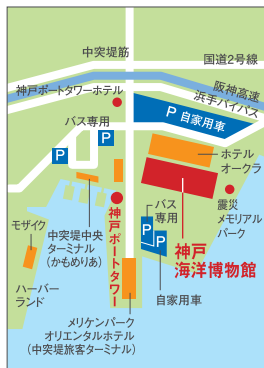 中突堤筋
国道2号線
阪神高速
浜手バイパス
神戸ポートタワーホテル
P 自家用車
バス専用
P
P
ホテル
オークラ
モザイク
中突堤中央
ターミナル
(かもめりあ)
神戸ポートタワー
バス
専用
P
P
震災
メモリアル
パーク
神戸
海洋博物館
ハーバー
ランド
自家用車
メリケンパーク
オリエンタルホテル
(中突堤旅客ターミナル)